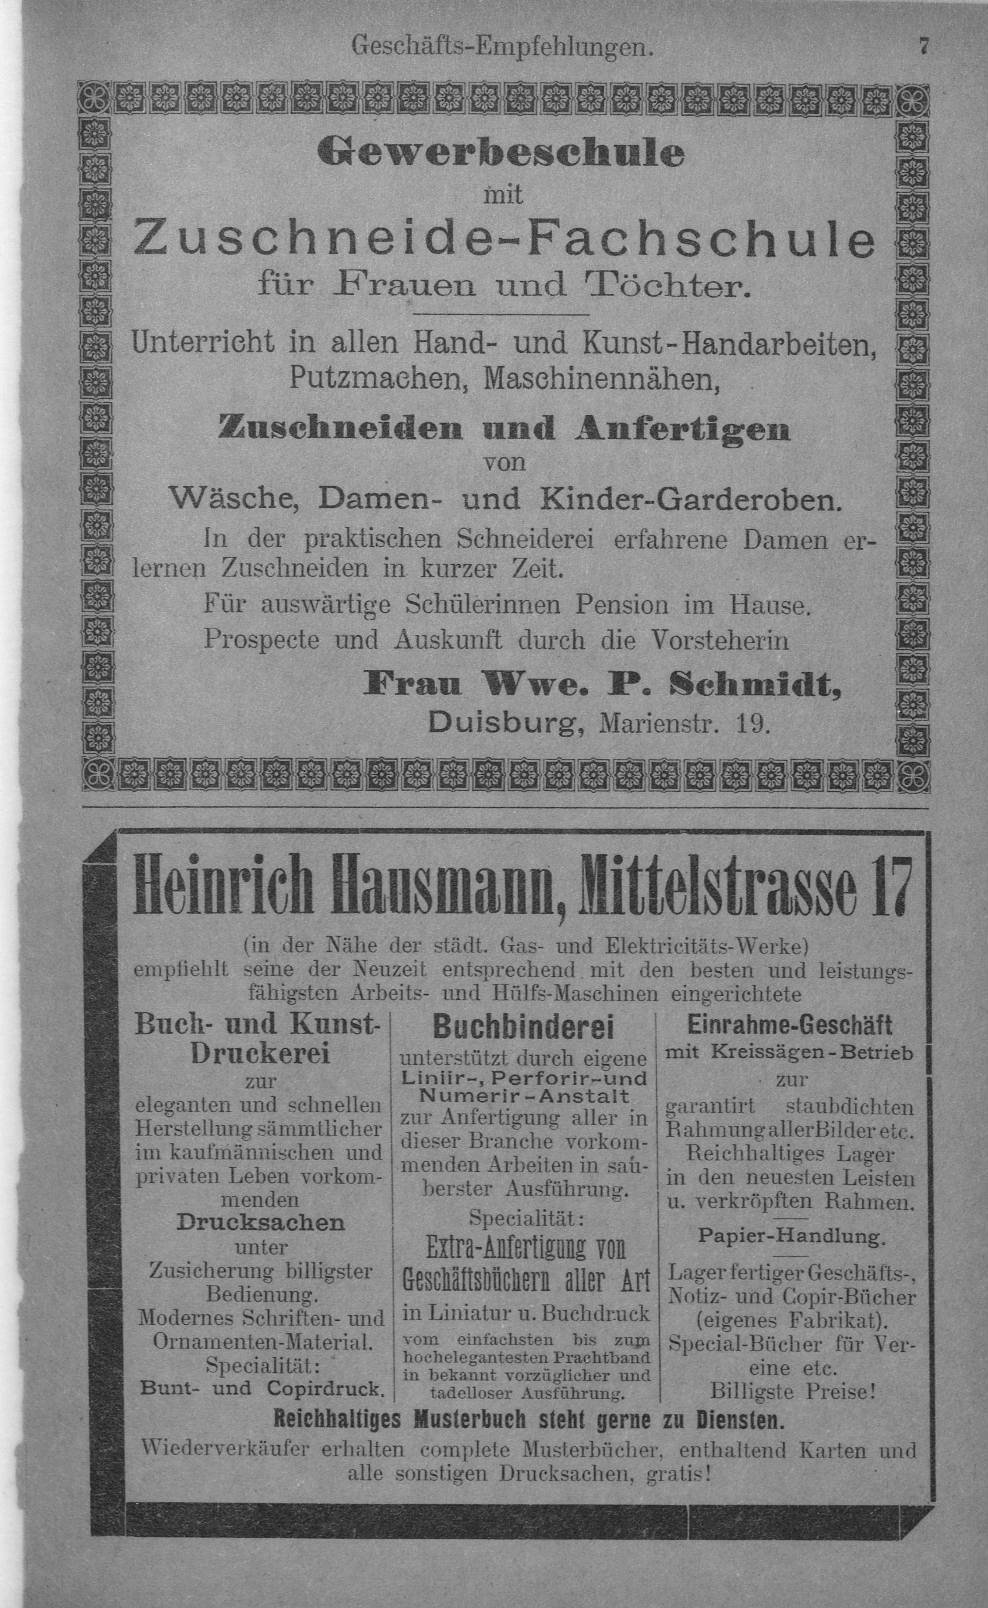 Geschäfts-Empfehlungen. 7
Gewerbeschule
mit
Zuschneide-Fachschule
für Frauen und Töchter.
Unterricht in allen Hand- und Kunst-Handarbeiten,
Putzmachen, Maschinennähen,
Zuschneiden und Anfertigen
von
Wäsche, Damen- und Kinder-Garderoben.
In der praktischen Schneiderei erfahrene Damen er-
lernen Zuschneiden in kurzer Zeit.
Für auswärtige Schülerinnen Pension im Hause.
Prospecte und Auskunft durch die Vorsteherin
Frau Wwe. P. Schmidt,
Duisburg, Marienstr. 19.
Heinrich Hausmann, Mittelstrasse 17
(in der Nähe der städt. Gas- und Elektricitäts-Werke)
empfiehlt seine der Neuzeit entsprechend mit den besten und leistungs-
fähigsten Arbeits- und Hülfs-Maschinen eingerichtete
Buch- und Kunst-
Druckerei
zur
eleganten und schnellen
Herstellung sämmtlicher
im kaufmännischen und
privaten Leben vorkom-
menden
Drucksachen
unter
Zusicherung billigster
Bedienung.
Modernes Schriften- und
Ornamenten-Material.
Specialität:
Bunt- und Copirdruck.
Buchbinderei
unterstützt durch eigene
Liniir-, Perforir-und
Numerir-Anstalt
zur Anfertigung aller in
dieser Branche vorkom-
menden Arbeiten in sau-
berster Ausführung.
Specialität:
Extra-Anfertigung von
Geschäftsbüchern aller Art
in Liniatur u. Buchdruck
vom einfachsten bis zum
hochelegantesten Prachtband
in bekannt vorzüglicher und
tadelloser Ausführung.
Einrahme-Geschäft
mit Kreissägen-Betrieb
zur
garantirt staubdichten
Rahmung aller Bilder etc.
Reichhaltiges Lager
in den neuesten Leisten
u. verkröpften Rahmen.
Papier-Handlung.
Lager fertiger Geschäfts-,
Notiz- und Copir-Bücher
(eigenes Fabrikat).
Special-Bücher für Ver-
eine etc.
Billigste Preise!
Reichhaltiges Musterbuch steht gerne zu Diensten.
Wiederverkäufer erhalten complete Musterbücher, enthaltend Karten und
alle sonstigen Drucksachen, gratis!